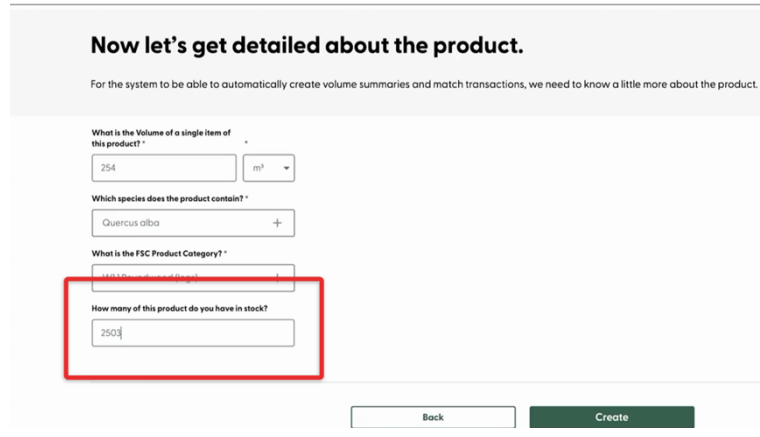 Now let's get detailed about the product.
For the system to be able to automatically create volume summaries and match transactions, we need to know a little more about the product.
What is the Volume of a single item of
this product? * *
254 m³
Which species does the product contain? *
Quercus alba +
What is the FSC Product Category? *
(logs)
How many of this product do you have in stock?
2503
Back Create